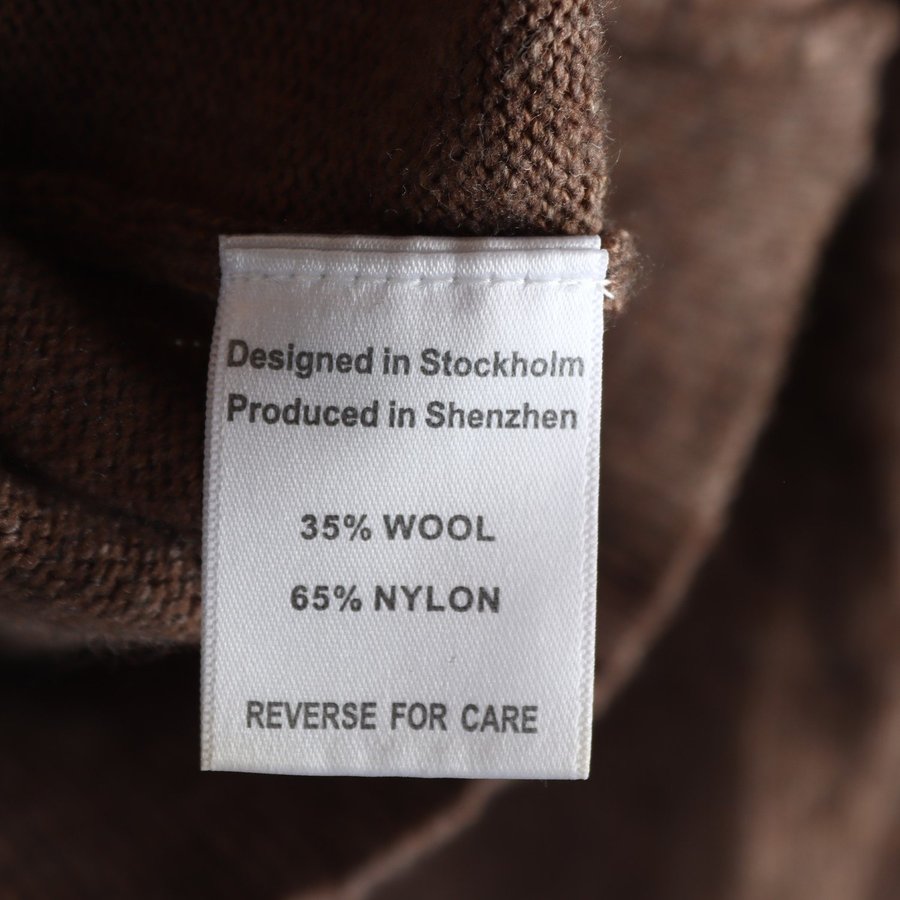 Designed in Stockholm
Produced in Shenzhen
35% WOOL
65% NYLON
REVERSE FOR CARE